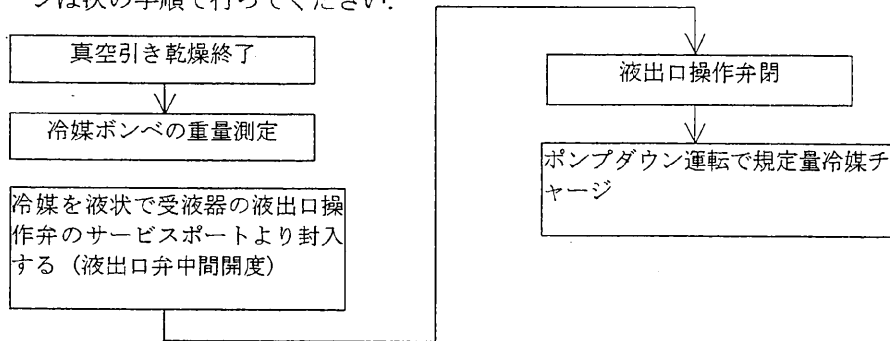 ンは次の手順で行ってください.
真空引き乾燥終了
冷媒ボンベの重量測定
冷媒を液状で受液器の液出口操
作弁のサービスポートより封入
する（液出口弁中間開度）
液出口操作弁閉
ポンプダウン運転で規定量冷媒チ
ャージ